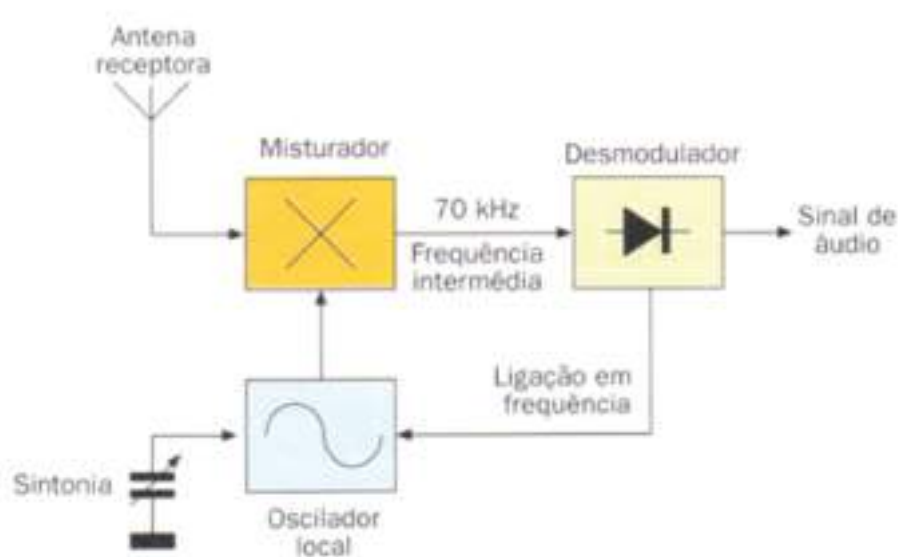 Antena
receptora
Misturador
Desmodulador
70 kHz
Frequência
intermédia
Sinal de
áudio
Ligação em
frequência
Sintonia
Oscilador
local